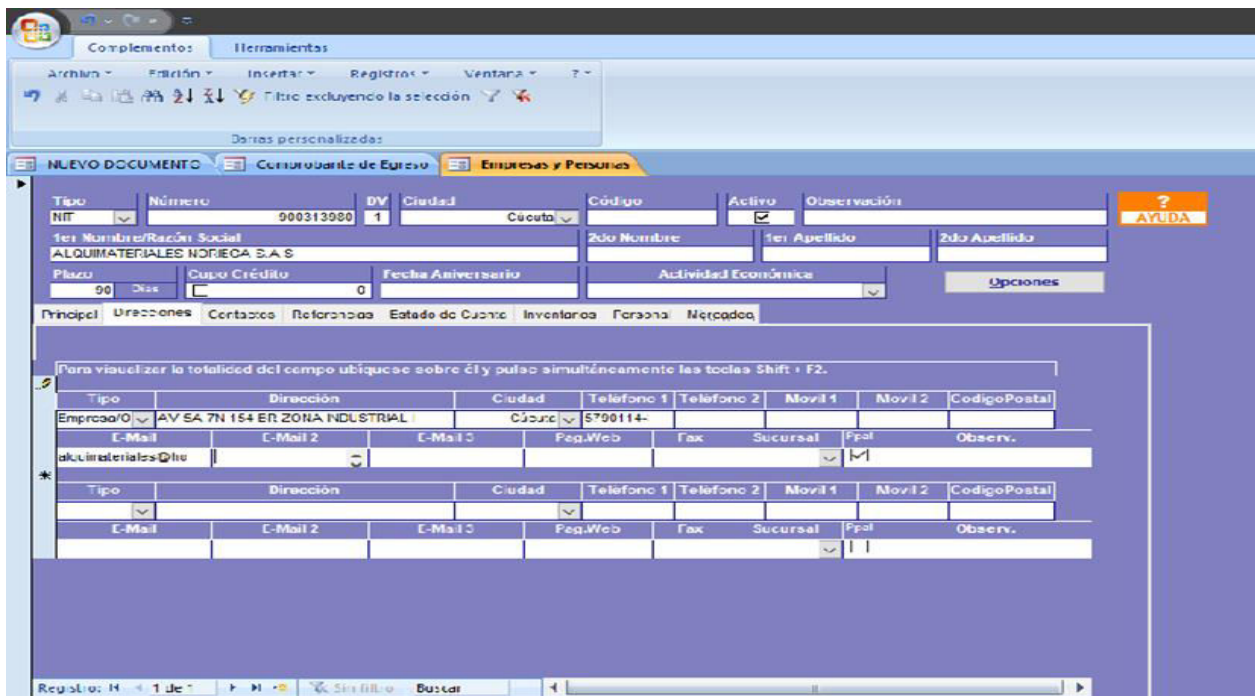 Complementos Herramientas
Archivo Edición Insertar Registros Ventana ?
Filtro excluyendo la selección
Barras personalizadas
NUEVO DOCUMENTO Comprobante de Egreso Empresas y Personas
Tipo Número DV Ciudad Código Activo Observación ?
NIT 900313980 1 Cúcuta AYUDA
1er Nombre/Razón Social 2do Nombre 1er Apellido 2do Apellido
ALQUIMATERIALES NORIEGA S.A.S
Plazo Cupo Crédito Fecha Aniversario Actividad Económica Opciones
90 Dias 0
Principal Direcciones Contactos Referencias Estado de Cuenta Inventarios Personal Mercadeo
Para visualizar la totalidad del campo ubiquese sobre él y pulse simultáneamente las teclas Shift + F2.
Tipo Dirección Ciudad Teléfono 1 Teléfono 2 Movil 1 Movil 2 CodigoPostal
Empresa/O AV 5A 7N 154 ER ZONA INDUSTRIAL Cúcuta 5790114-
E-Mail E-Mail 2 E-Mail 3 Pag.Web Fax Sucursal Ppal Observ.
alquimateriales@ho
Tipo Dirección Ciudad Teléfono 1 Teléfono 2 Movil 1 Movil 2 CodigoPostal
E-Mail E-Mail 2 E-Mail 3 Pag.Web Fax Sucursal Ppal Observ.
Registro: 1 de 1 Sin filtro Buscar